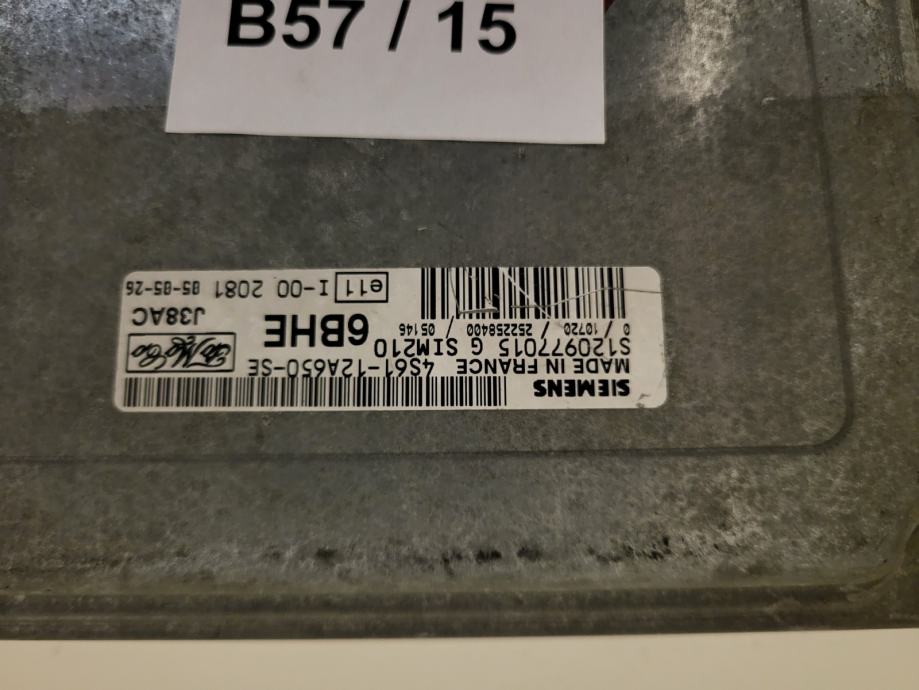 B57 / 15
SIEMENS
MADE IN FRANCE 4S61-12A650-SE
S120977015 G SIM210
0 / 10720 / 252258400 / 05146
6BHE
J38AC
e11 I-00 2081 05-05-26